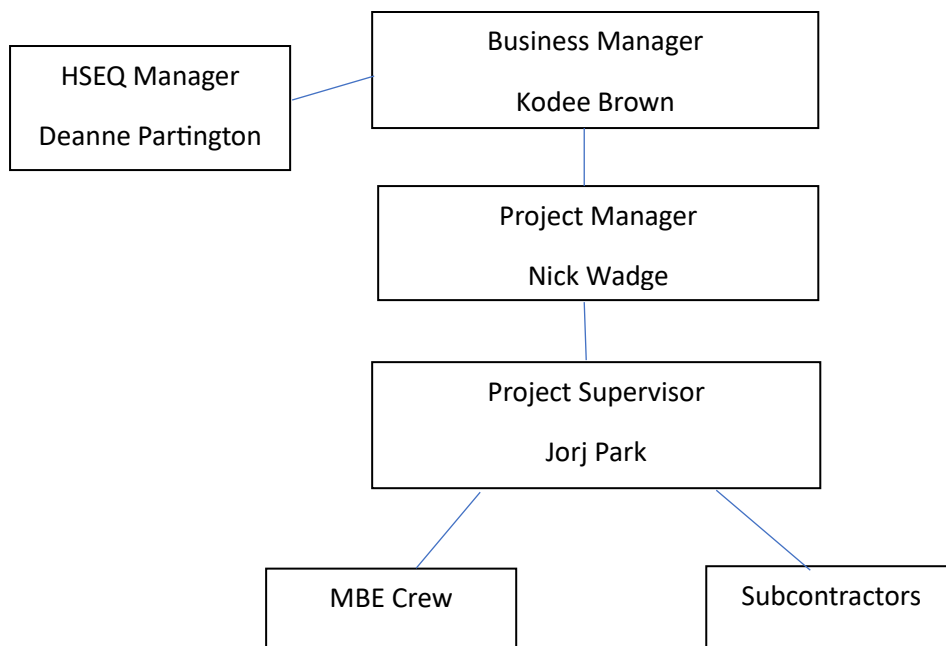 Business Manager
Kodee Brown
HSEQ Manager
Deanne Partington
Project Manager
Nick Wadge
Project Supervisor
Jorj Park
MBE Crew
Subcontractors